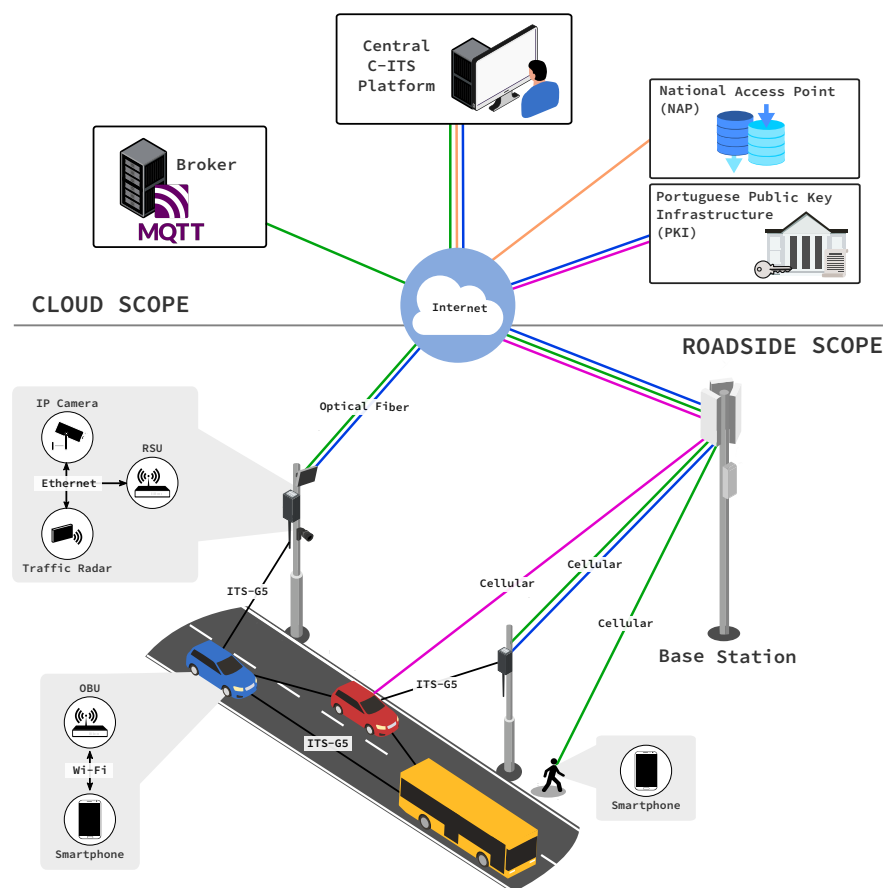 Central
C-ITS
Platform
National Access Point
(NAP)
Broker
MQTT
Portuguese Public Key
Infrastructure
(PKI)
Internet
CLOUD SCOPE
ROADSIDE SCOPE
Optical Fiber
IP Camera
RSU
Ethernet
Traffic Radar
ITS-G5
Cellular
Cellular
Cellular
Base Station
OBU
ITS-G5
ITS-G5
Wi-Fi
Smartphone
Smartphone